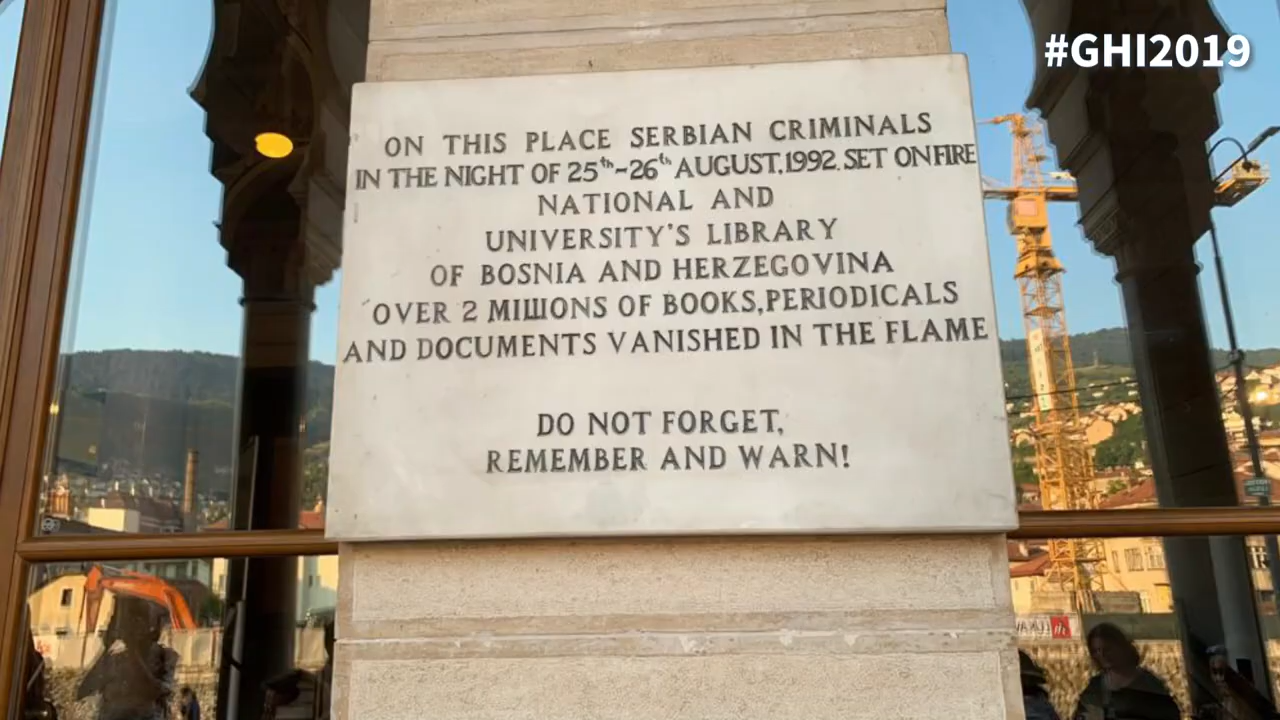 #GHI2019
ON THIS PLACE SERBIAN CRIMINALS
IN THE NIGHT OF 25th~26th AUGUST,1992. SET ON FIRE
NATIONAL AND
UNIVERSITY'S LIBRARY
OF BOSNIA AND HERZEGOVINA
OVER 2 MILLIONS OF BOOKS,PERIODICALS
AND DOCUMENTS VANISHED IN THE FLAME
DO NOT FORGET,
REMEMBER AND WARN!